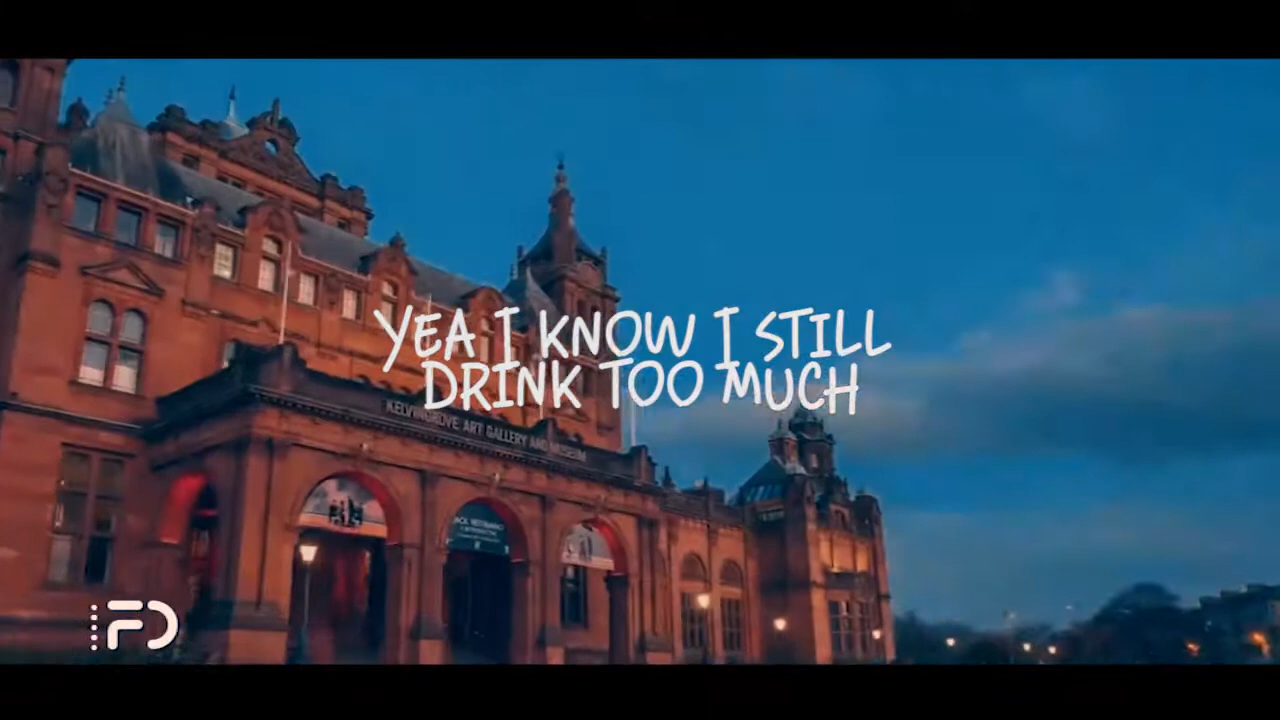 YEA I KNOW I STILL
DRINK TOO MUCH
KELVINGROVE ART GALLERY AND MUSEUM
FD